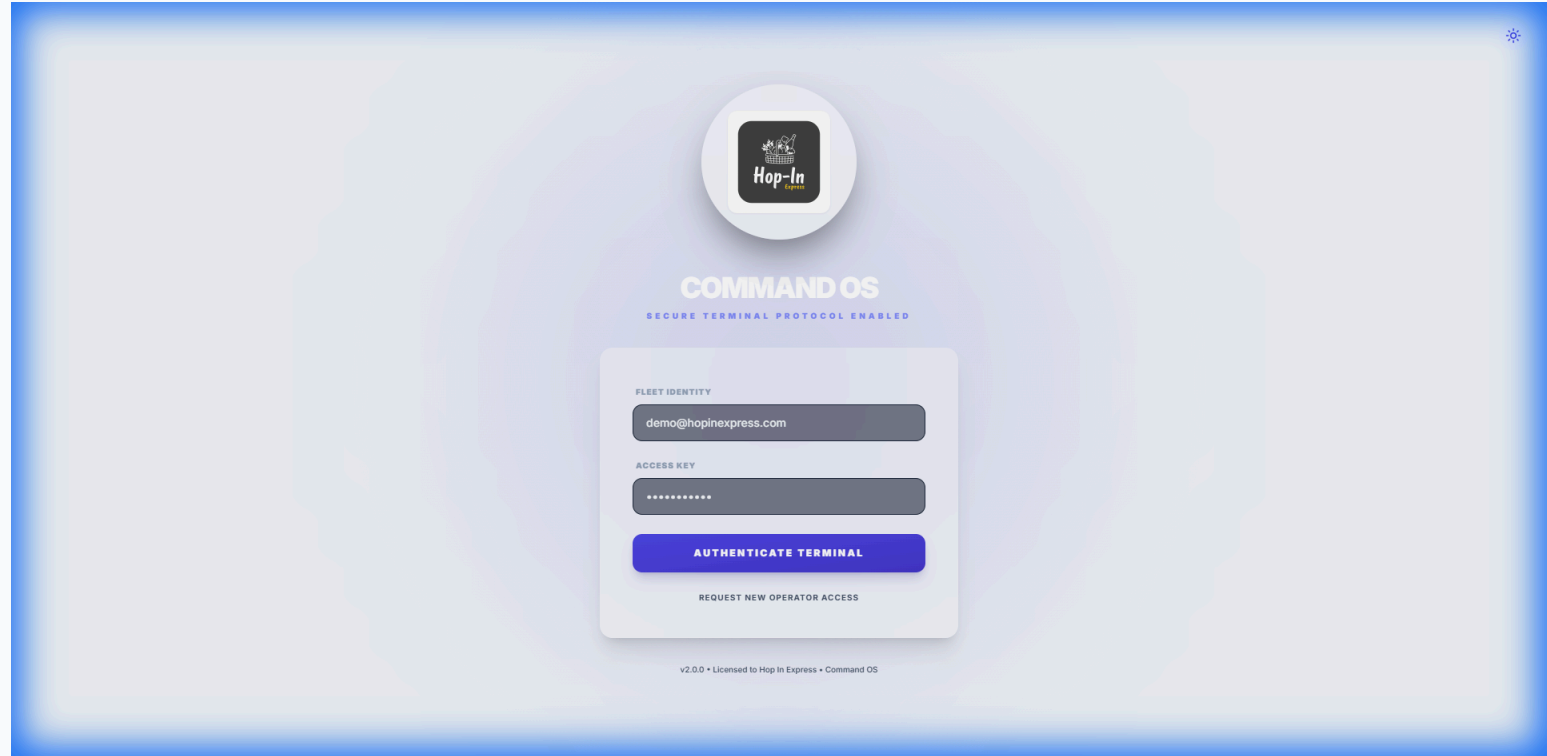 Hop-In
Express
COMMAND OS
SECURE TERMINAL PROTOCOL ENABLED
FLEET IDENTITY
demo@hopinexpress.com
ACCESS KEY
•••••••••••
AUTHENTICATE TERMINAL
REQUEST NEW OPERATOR ACCESS
v2.0.0 • Licensed to Hop In Express • Command OS